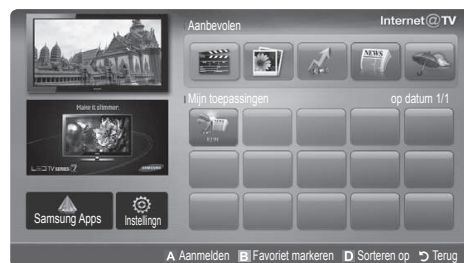 Internet@TV
Aanbevolen
NEWS
Mijn toepassingen op datum 1/1
Make it slimmer.
LED TV SERIES 7 SAMSUNG
Samsung Apps
Instellingn
A Aanmelden B Favoriet markeren D Sorteren op Terug